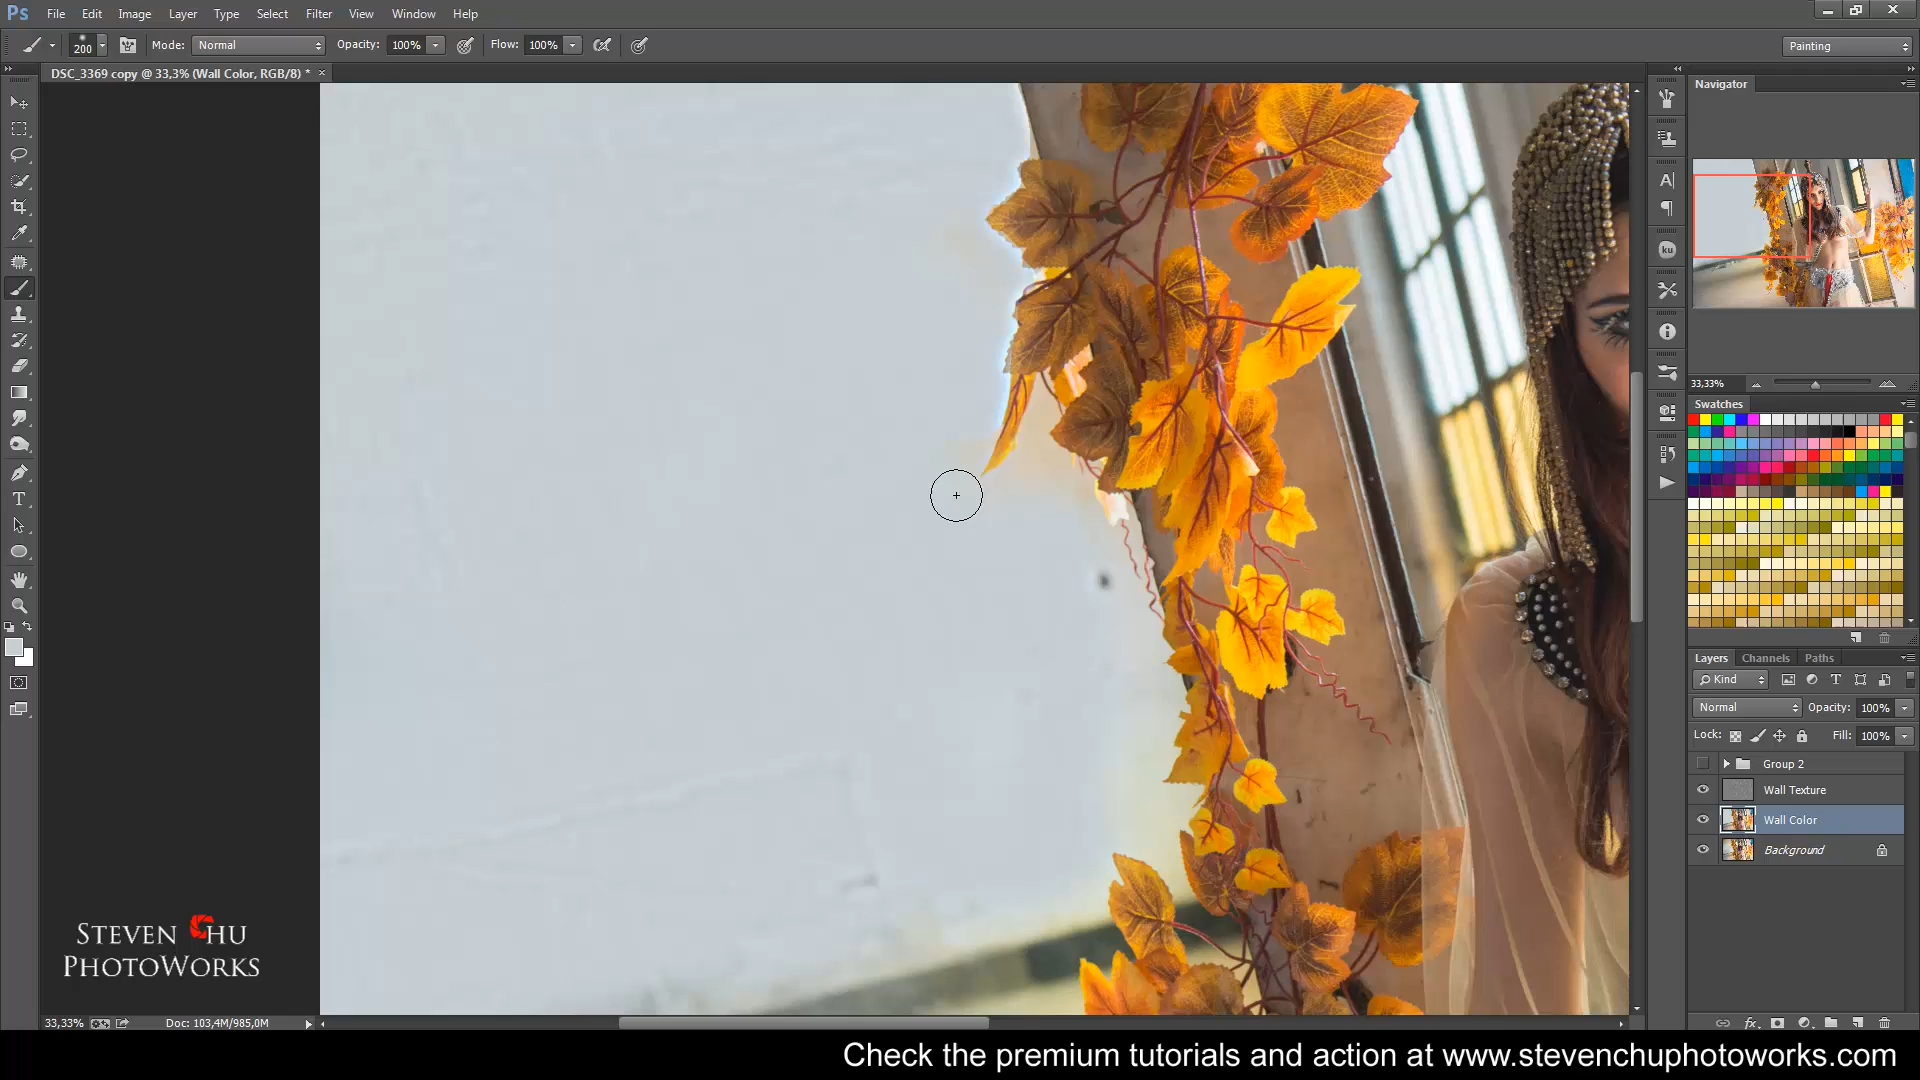 Ps File Edit Image Layer Type Select Filter View Window Help
200 Mode: Normal Opacity: 100% Flow: 100% Painting
DSC_3369 copy @ 33,3% (Wall Color, RGB/8) * ×
Navigator
33,33%
Swatches
Layers Channels Paths
Kind
Normal Opacity: 100%
Lock: Fill: 100%
Group 2
Wall Texture
Wall Color
Background
STEVEN CHU
PHOTOWORKS
33,33% Doc: 103,4M/985,0M
Check the premium tutorials and action at www.stevenchuphotoworks.com